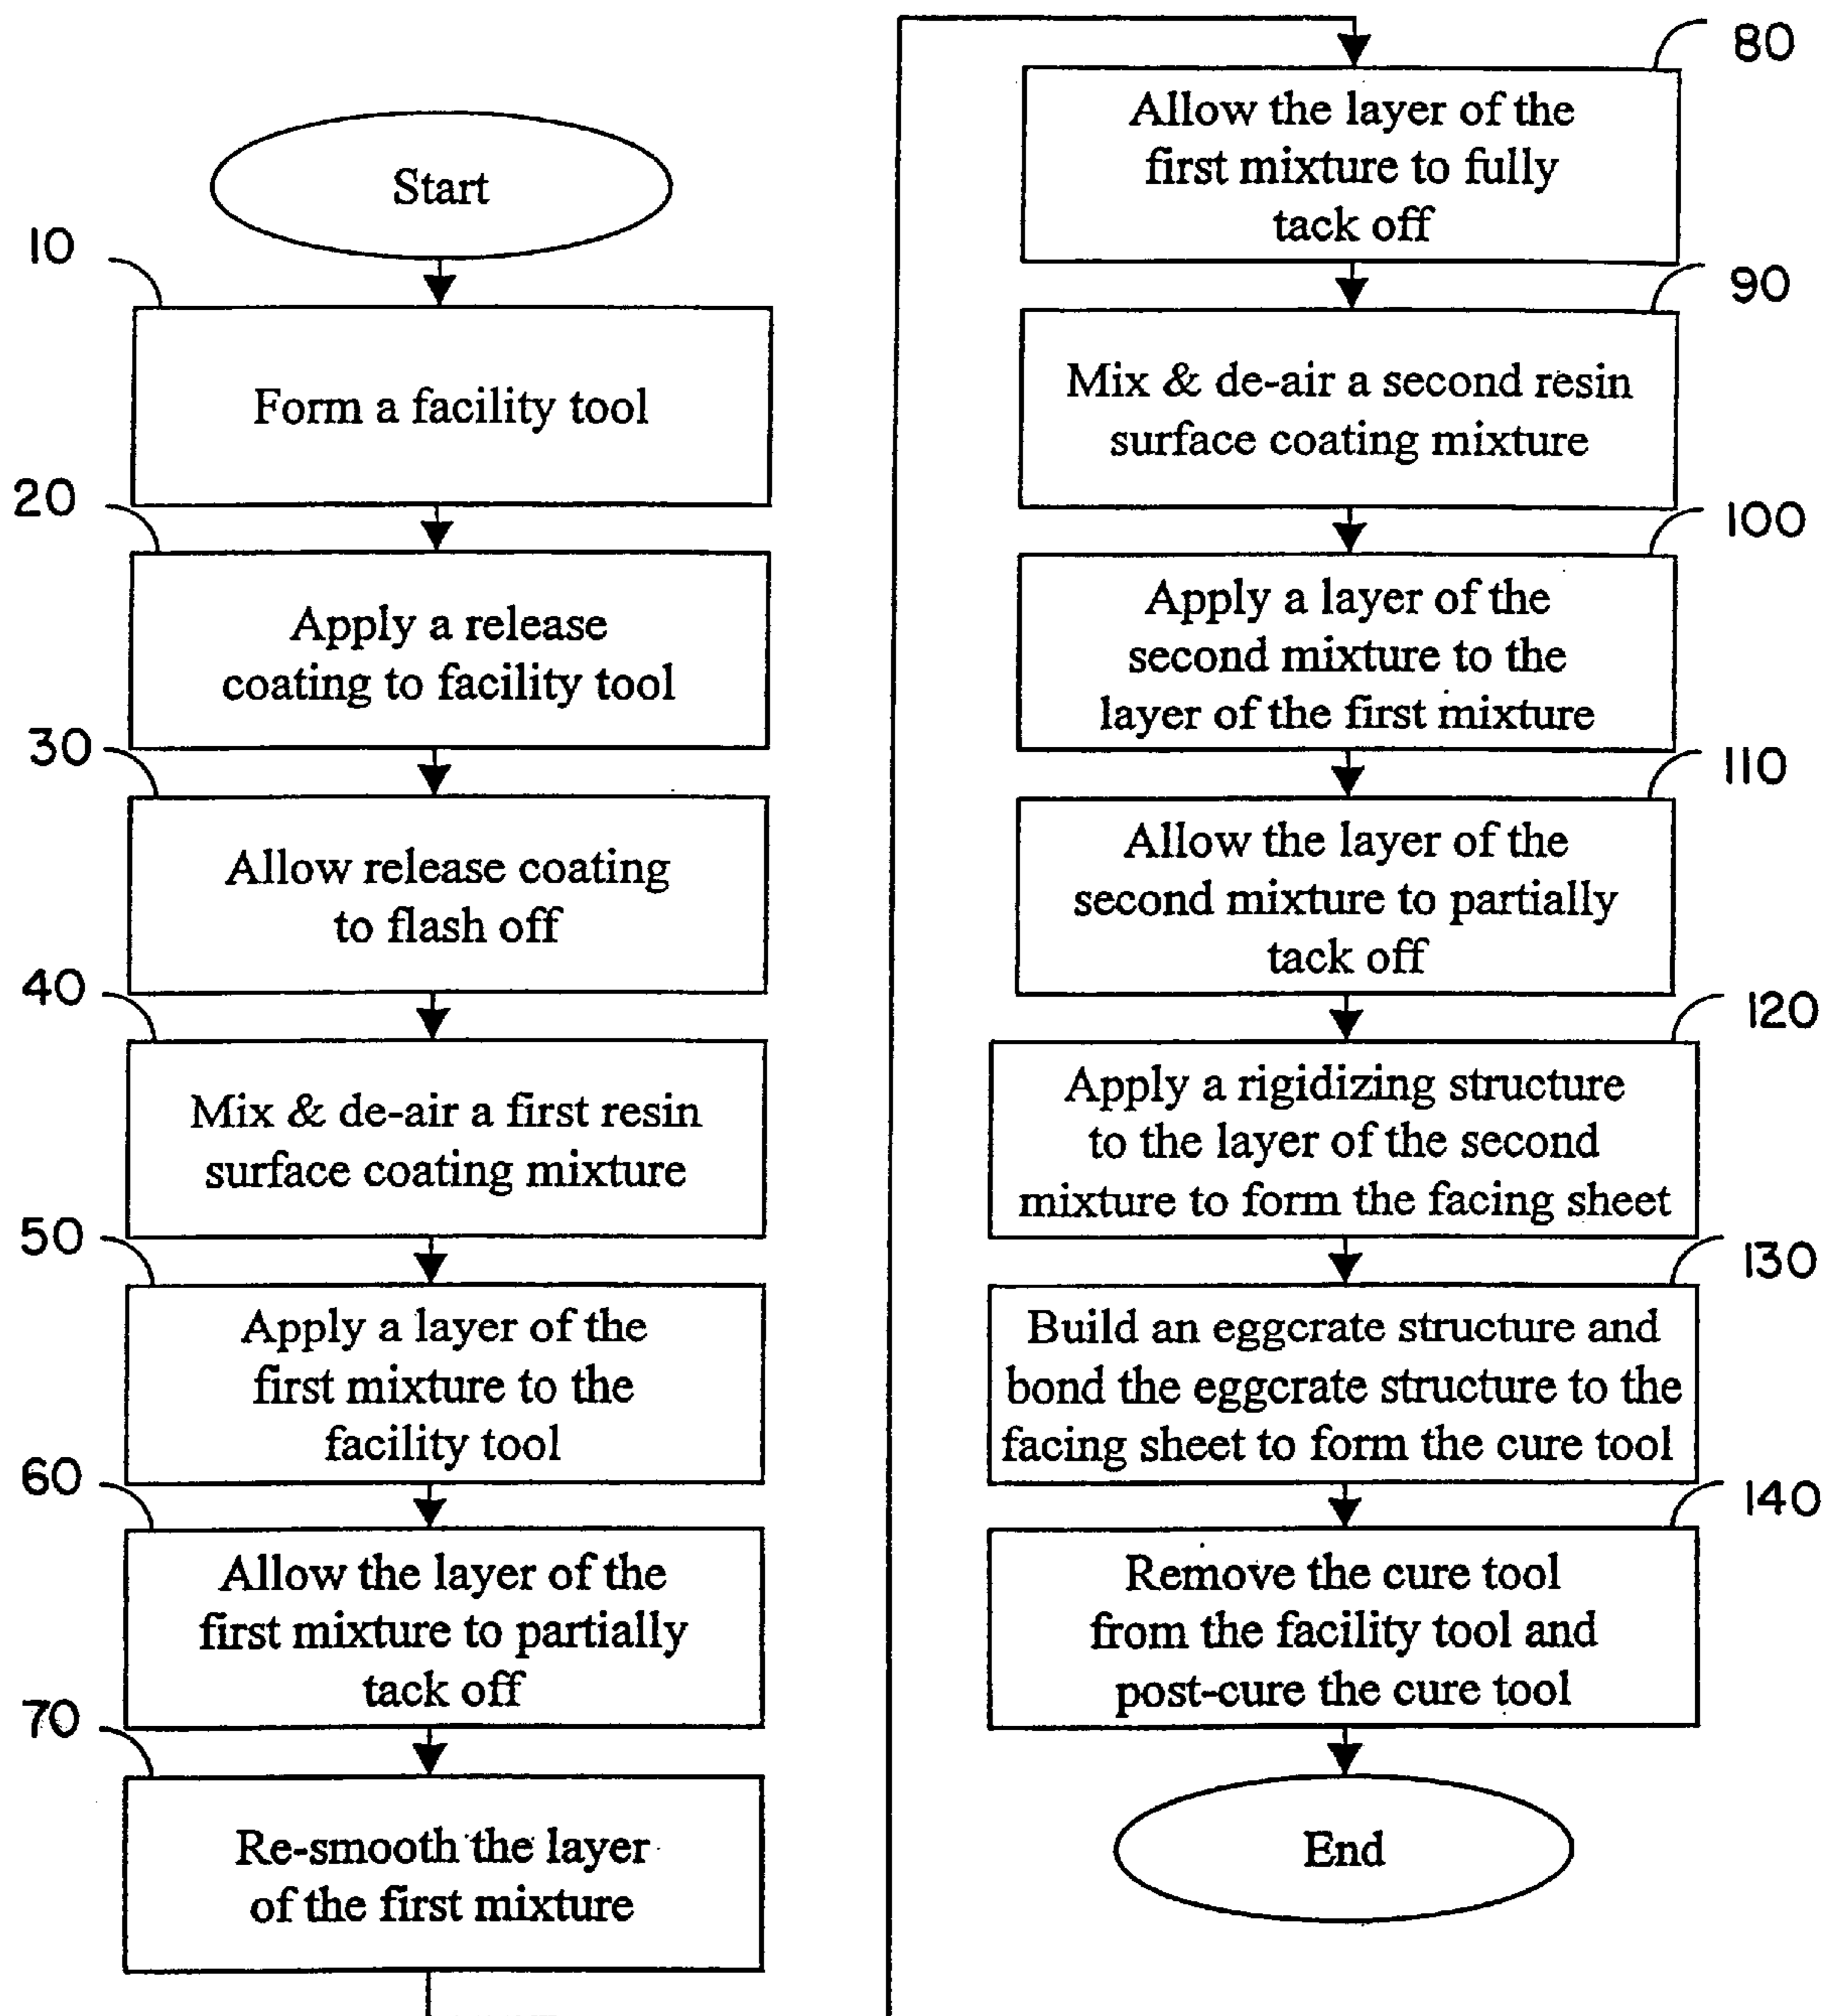 Start
10
Form a facility tool
20
Apply a release
coating to facility tool
30
Allow release coating
to flash off
40
Mix & de-air a first resin
surface coating mixture
50
Apply a layer of the
first mixture to the
facility tool
60
Allow the layer of the
first mixture to partially
tack off
70
Re-smooth the layer
of the first mixture
80
Allow the layer of the
first mixture to fully
tack off
90
Mix & de-air a second resin
surface coating mixture
100
Apply a layer of the
second mixture to the
layer of the first mixture
110
Allow the layer of the
second mixture to partially
tack off
120
Apply a rigidizing structure
to the layer of the second
mixture to form the facing sheet
130
Build an eggcrate structure and
bond the eggcrate structure to the
facing sheet to form the cure tool
140
Remove the cure tool
from the facility tool and
post-cure the cure tool
End